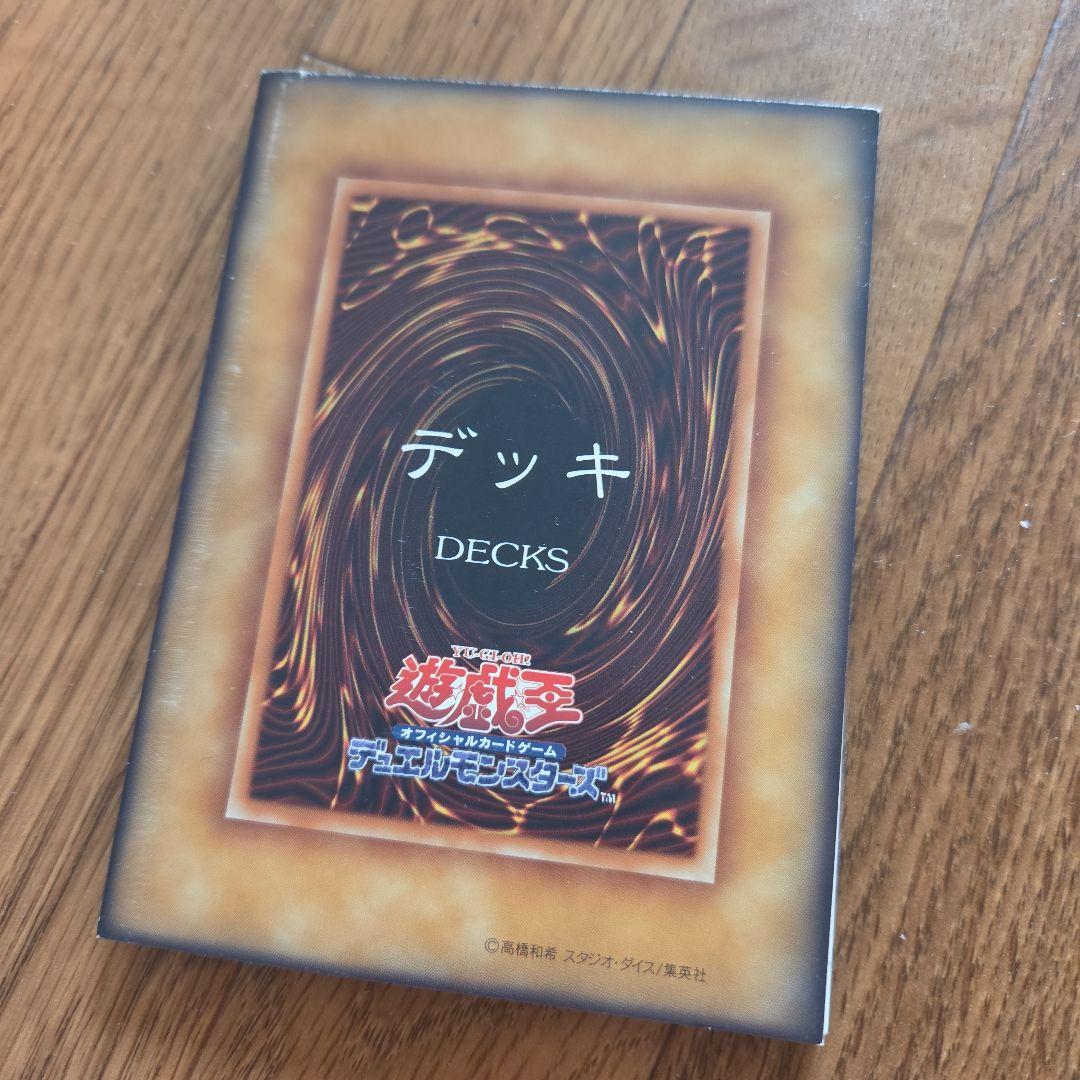 デッキ
DECKS
YU-GI-OH!
遊戯王
オフィシャルカードゲーム
デュエルモンスターズ™
©高橋和希 スタジオ・ダイス/集英社